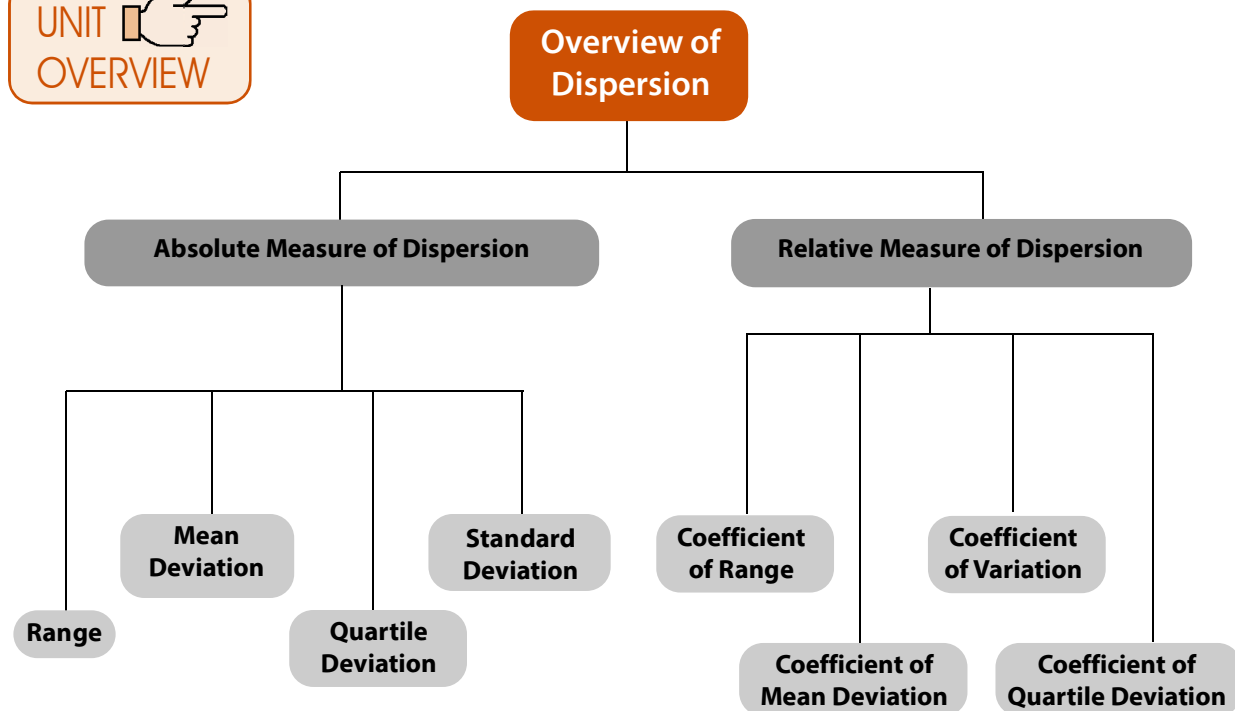 UNIT
OVERVIEW
Overview of
Dispersion
Absolute Measure of Dispersion
Relative Measure of Dispersion
Range
Mean
Deviation
Quartile
Deviation
Standard
Deviation
Coefficient
of Range
Coefficient of
Mean Deviation
Coefficient
of Variation
Coefficient of
Quartile Deviation